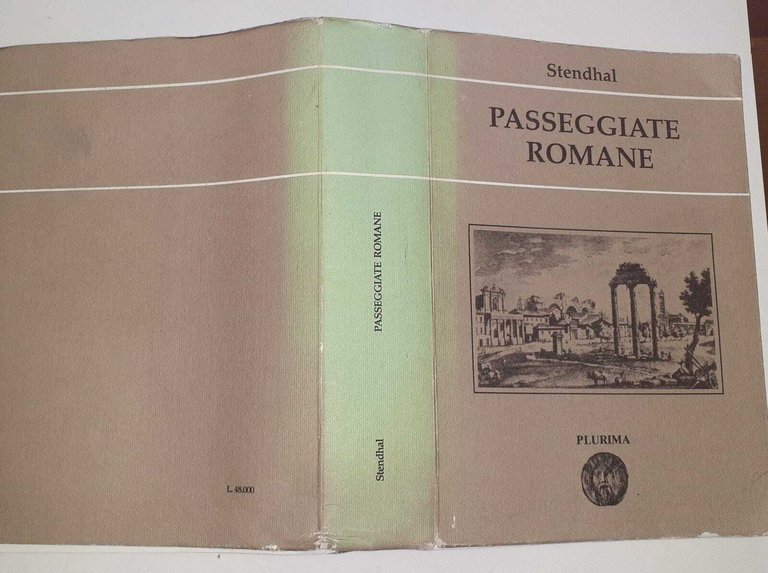 Stendhal
PASSEGGIATE
ROMANE
PLURIMA
PASSEGGIATE ROMANE
Stendhal
L. 48.000